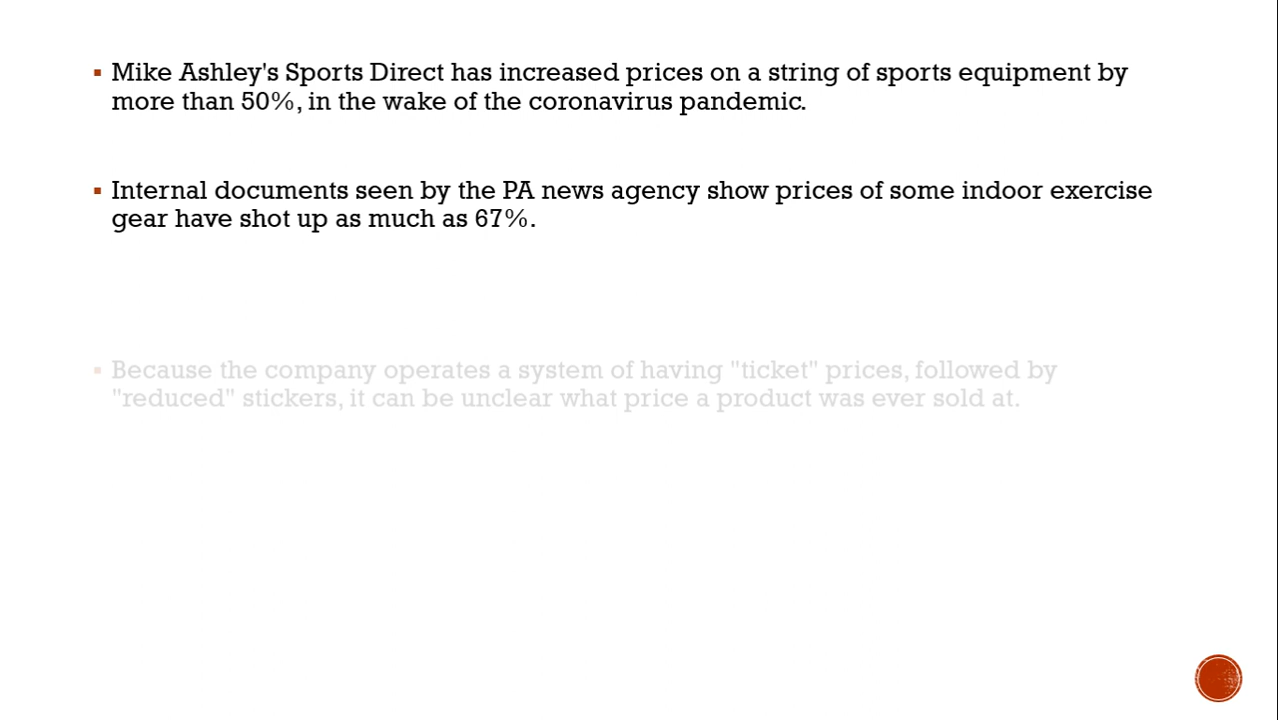 Mike Ashley's Sports Direct has increased prices on a string of sports equipment by
more than 50%, in the wake of the coronavirus pandemic.
Internal documents seen by the PA news agency show prices of some indoor exercise
gear have shot up as much as 67%.
Because the company operates a system of having "ticket" prices, followed by
"reduced" stickers, it can be unclear what price a product was ever sold at.